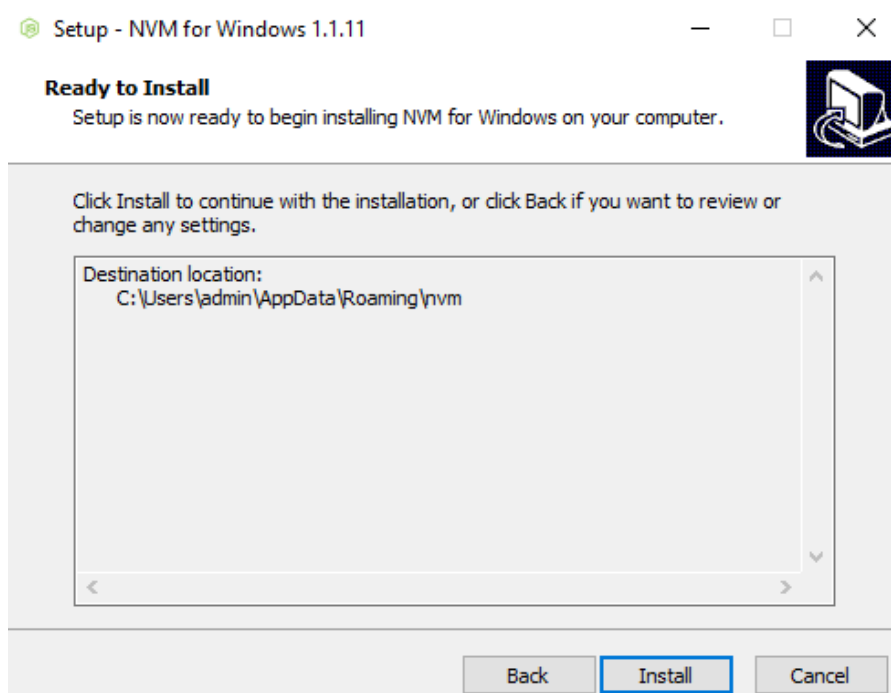 Setup - NVM for Windows 1.1.11
Ready to Install
Setup is now ready to begin installing NVM for Windows on your computer.
Click Install to continue with the installation, or click Back if you want to review or
change any settings.
Destination location:
C:\Users\admin\AppData\Roaming\nvm
Back
Install
Cancel